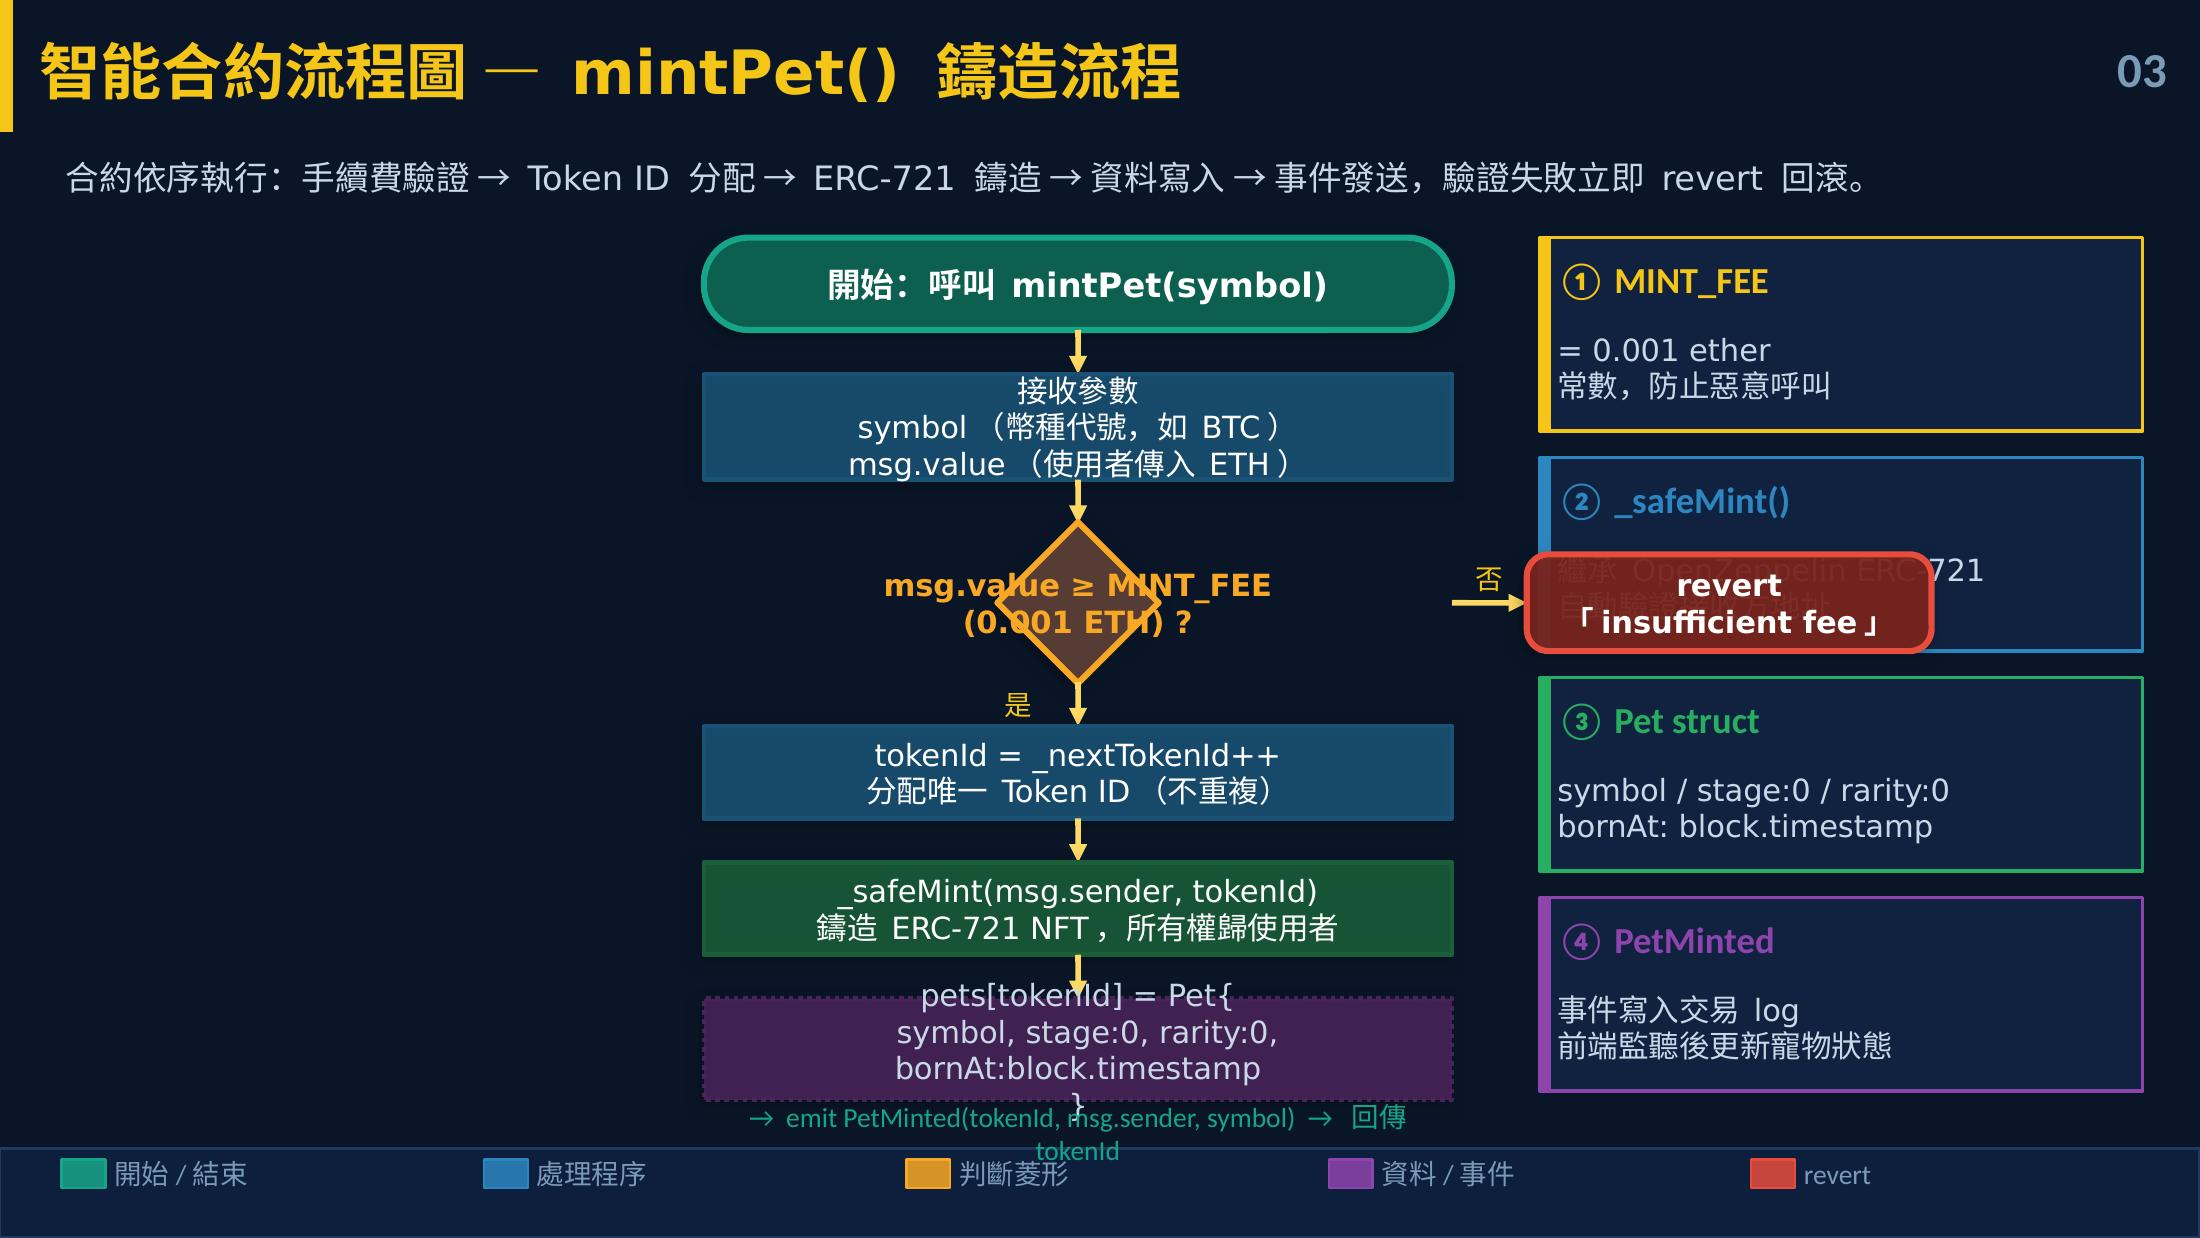 智能合約流程圖 — mintPet() 鑄造流程
03
合約依序執行：手續費驗證 → Token ID 分配 → ERC-721 鑄造 → 資料寫入 → 事件發送，驗證失敗立即 revert 回滾。
開始：呼叫 mintPet(symbol)
接收參數
symbol（幣種代號，如 BTC）
msg.value（使用者傳入 ETH）
msg.value ≥ MINT_FEE
(0.001 ETH) ?
否
revert
「insufficient fee」
是
tokenId = _nextTokenId++
分配唯一 Token ID（不重複）
_safeMint(msg.sender, tokenId)
鑄造 ERC-721 NFT，所有權歸使用者
pets[tokenId] = Pet{
symbol, stage:0, rarity:0,
bornAt:block.timestamp
}
→ emit PetMinted(tokenId, msg.sender, symbol) → 回傳
tokenId
① MINT_FEE
= 0.001 ether
常數，防止惡意呼叫
② _safeMint()
繼承 OpenZeppelin ERC-721
③ Pet struct
symbol / stage:0 / rarity:0
bornAt: block.timestamp
④ PetMinted
事件寫入交易 log
前端監聽後更新寵物狀態
開始 / 結束
處理程序
判斷菱形
資料 / 事件
revert